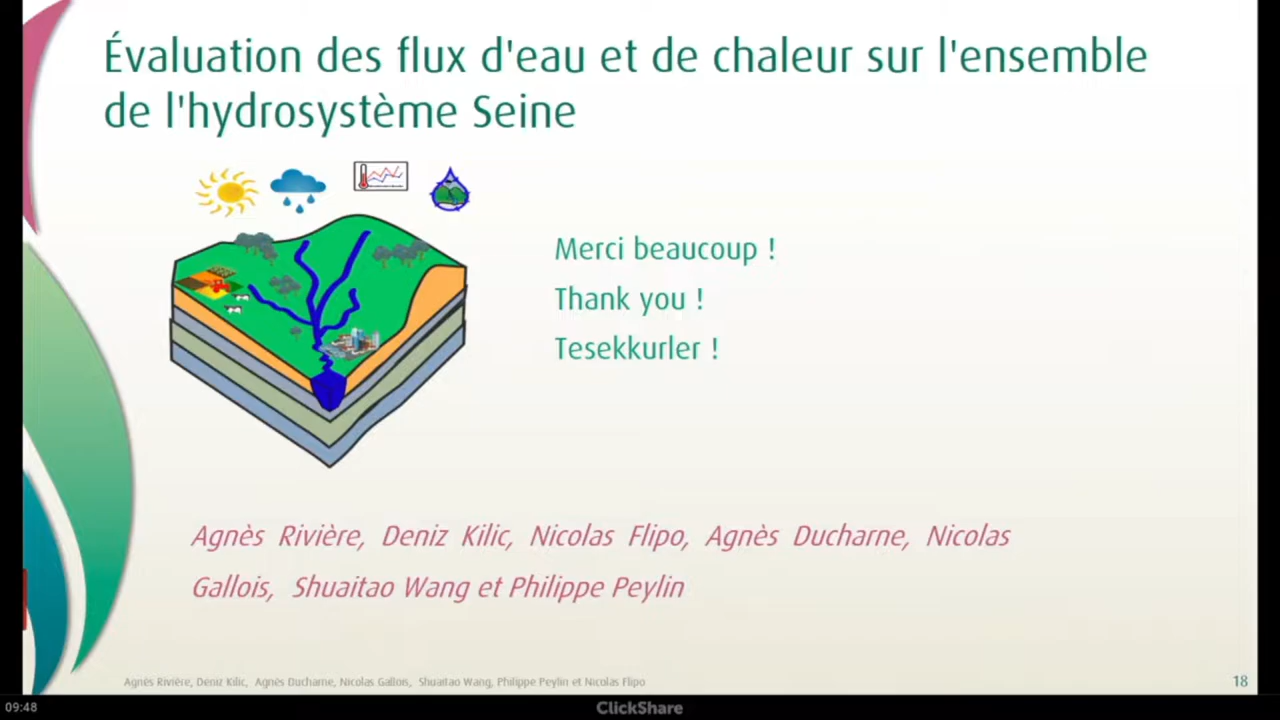 Évaluation des flux d'eau et de chaleur sur l'ensemble
de l'hydrosystème Seine
Merci beaucoup !
Thank you !
Tesekkurler !
Agnès Rivière, Deniz Kilic, Nicolas Flipo, Agnès Ducharne, Nicolas
Gallois, Shuaitao Wang et Philippe Peylin
Agnès Rivière, Deniz Kilic, Agnès Ducharne, Nicolas Gallois, Shuaitao Wang, Philippe Peylin et Nicolas Flipo
18
09:48
ClickShare